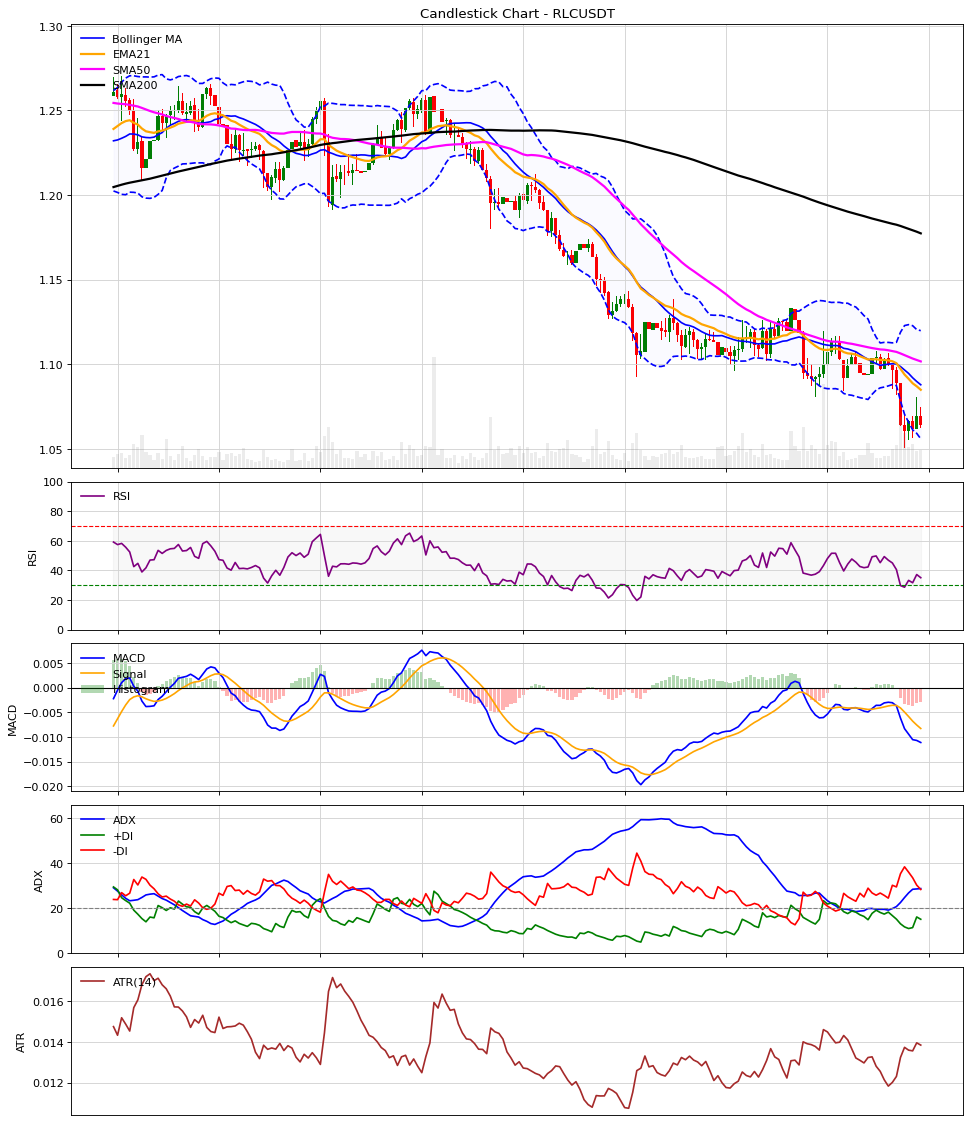 Candlestick Chart - RLCUSDT
1.30
1.25
1.20
1.15
1.10
1.05
Bollinger MA
EMA21
SMA50
SMA200
100
80
60
40
20
0
RSI
RSI
0.005
0.000
−0.005
−0.010
−0.015
−0.020
MACD
MACD
Signal
Histogram
60
40
20
0
ADX
ADX
+DI
-DI
0.016
0.014
0.012
ATR
ATR(14)